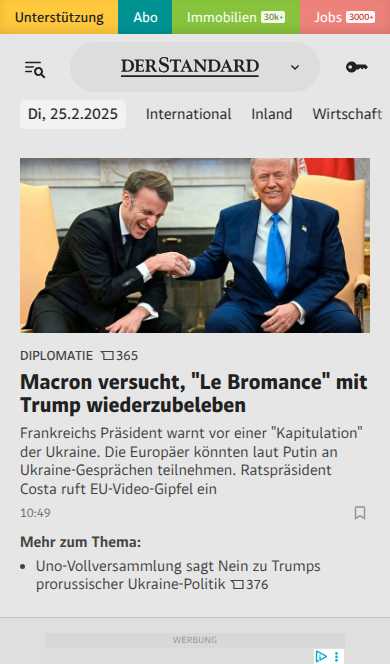 Unterstützung Abo Immobilien 30k+ Jobs 3000+
DERSTANDARD
Di, 25.2.2025 International Inland Wirtschaft
DIPLOMATIE 365
Macron versucht, "Le Bromance" mit
Trump wiederzubeleben
Frankreichs Präsident warnt vor einer "Kapitulation"
der Ukraine. Die Europäer könnten laut Putin an
Ukraine-Gesprächen teilnehmen. Ratspräsident
Costa ruft EU-Video-Gipfel ein
10:49
Mehr zum Thema:
• Uno-Vollversammlung sagt Nein zu Trumps
prorussischer Ukraine-Politik 376
WERBUNG